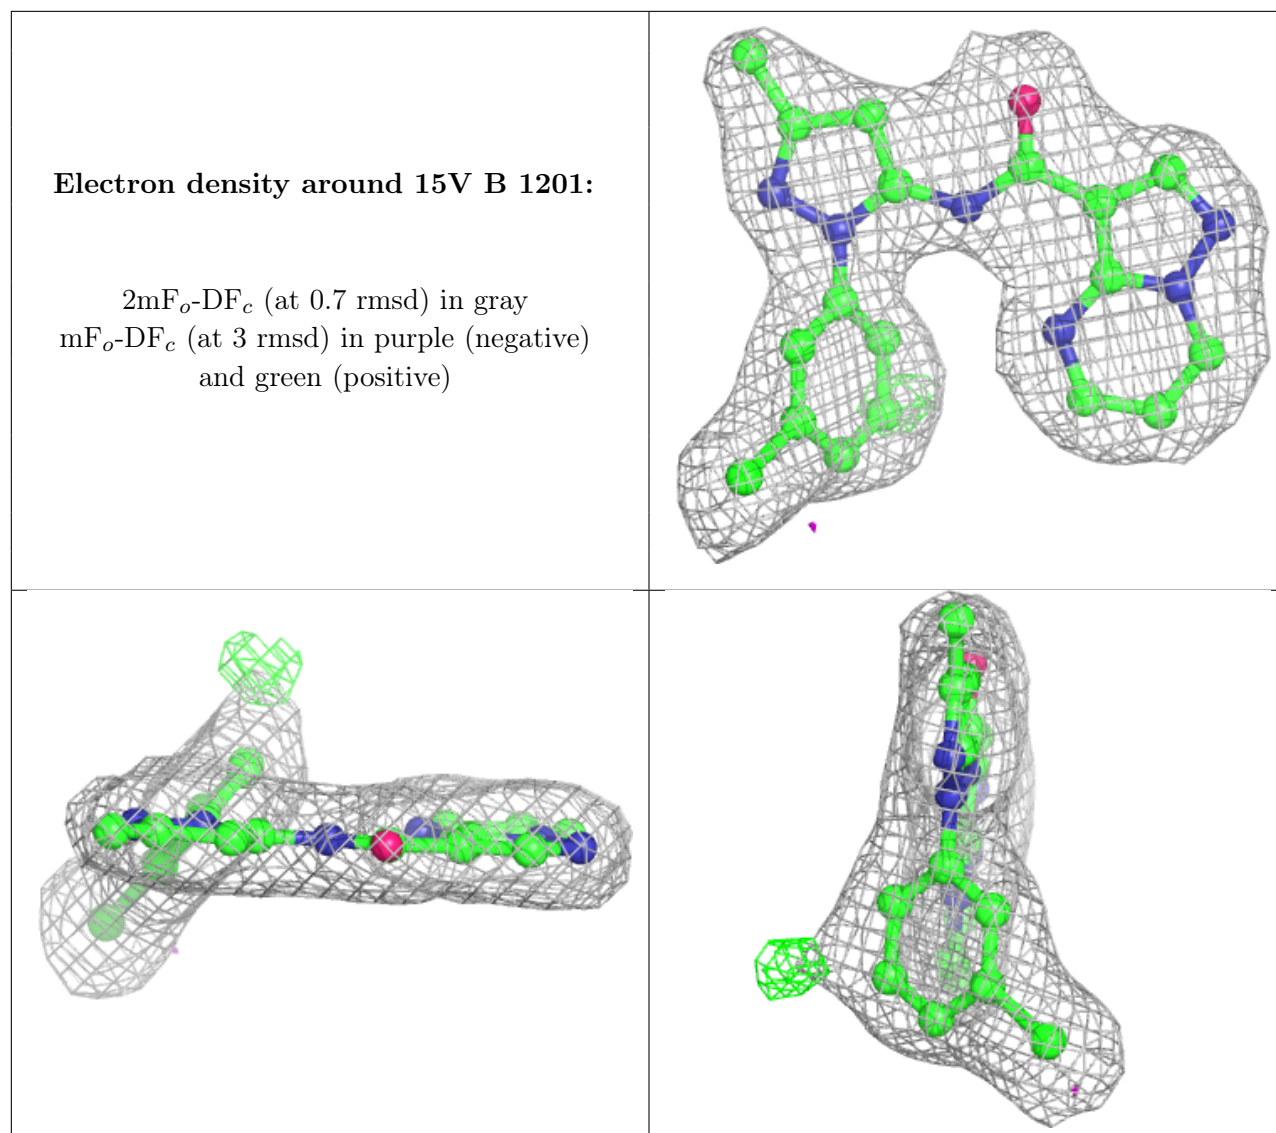 Electron density around 15V B 1201:
2mFo-DFc (at 0.7 rmsd) in gray
mFo-DFc (at 3 rmsd) in purple (negative)
and green (positive)